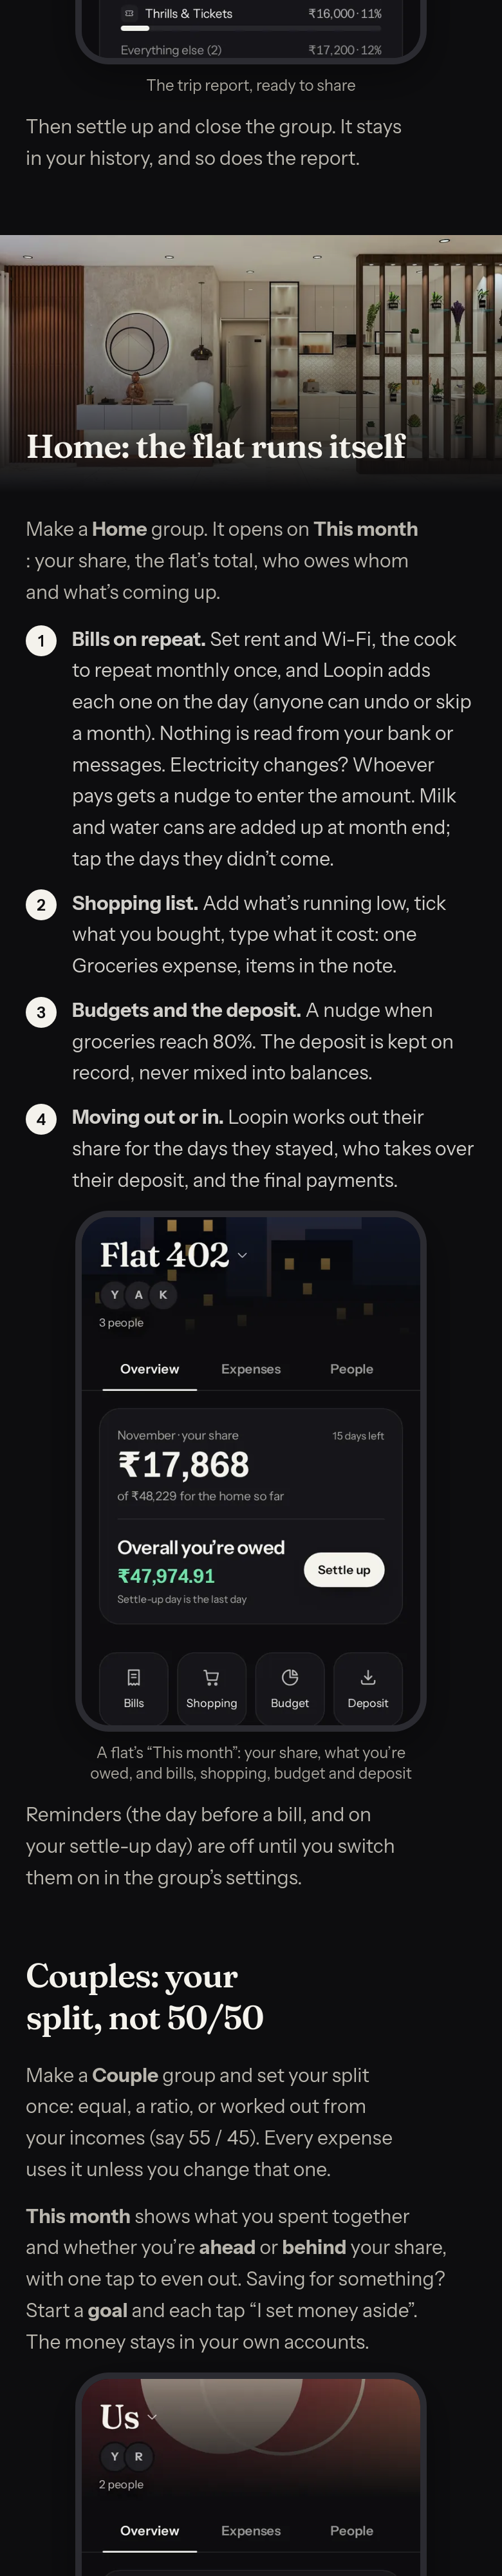 Thrills & Tickets ₹16,000 · 11%
Everything else (2) ₹17,200 · 12%
The trip report, ready to share
Then settle up and close the group. It stays
in your history, and so does the report.
Home: the flat runs itself
Make a Home group. It opens on This month
: your share, the flat’s total, who owes whom
and what’s coming up.
1 Bills on repeat. Set rent and Wi-Fi, the cook
to repeat monthly once, and Loopin adds
each one on the day (anyone can undo or skip
a month). Nothing is read from your bank or
messages. Electricity changes? Whoever
pays gets a nudge to enter the amount. Milk
and water cans are added up at month end;
tap the days they didn’t come.
2 Shopping list. Add what’s running low, tick
what you bought, type what it cost: one
Groceries expense, items in the note.
3 Budgets and the deposit. A nudge when
groceries reach 80%. The deposit is kept on
record, never mixed into balances.
4 Moving out or in. Loopin works out their
share for the days they stayed, who takes over
their deposit, and the final payments.
Flat 402
Y A K
3 people
Overview Expenses People
November · your share 15 days left
₹17,868
of ₹48,229 for the home so far
Overall you’re owed
₹47,974.91
Settle up
Settle-up day is the last day
Bills Shopping Budget Deposit
A flat’s “This month”: your share, what you’re
owed, and bills, shopping, budget and deposit
Reminders (the day before a bill, and on
your settle-up day) are off until you switch
them on in the group’s settings.
Couples: your
split, not 50/50
Make a Couple group and set your split
once: equal, a ratio, or worked out from
your incomes (say 55 / 45). Every expense
uses it unless you change that one.
This month shows what you spent together
and whether you’re ahead or behind your share,
with one tap to even out. Saving for something?
Start a goal and each tap “I set money aside”.
The money stays in your own accounts.
Us
Y R
2 people
Overview Expenses People